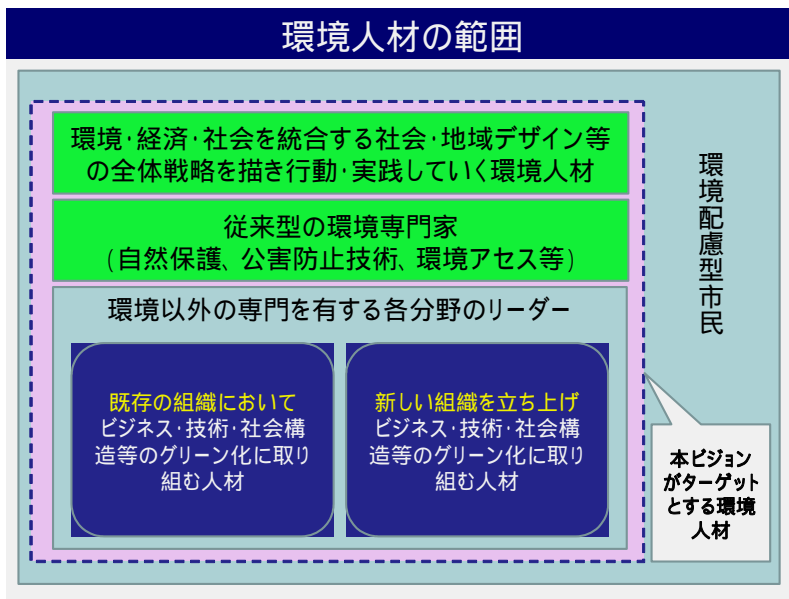 環境人材の範囲
環境・経済・社会を統合する社会・地域デザイン等
の全体戦略を描き行動・実践していく環境人材
従来型の環境専門家
(自然保護、公害防止技術、環境アセス等)
環境以外の専門を有する各分野のリーダー
既存の組織において
ビジネス・技術・社会構
造等のグリーン化に取り
組む人材
新しい組織を立ち上げ
ビジネス・技術・社会構
造等のグリーン化に取り
組む人材
環境配慮型市民
本ビジョン
がターゲット
とする環境
人材